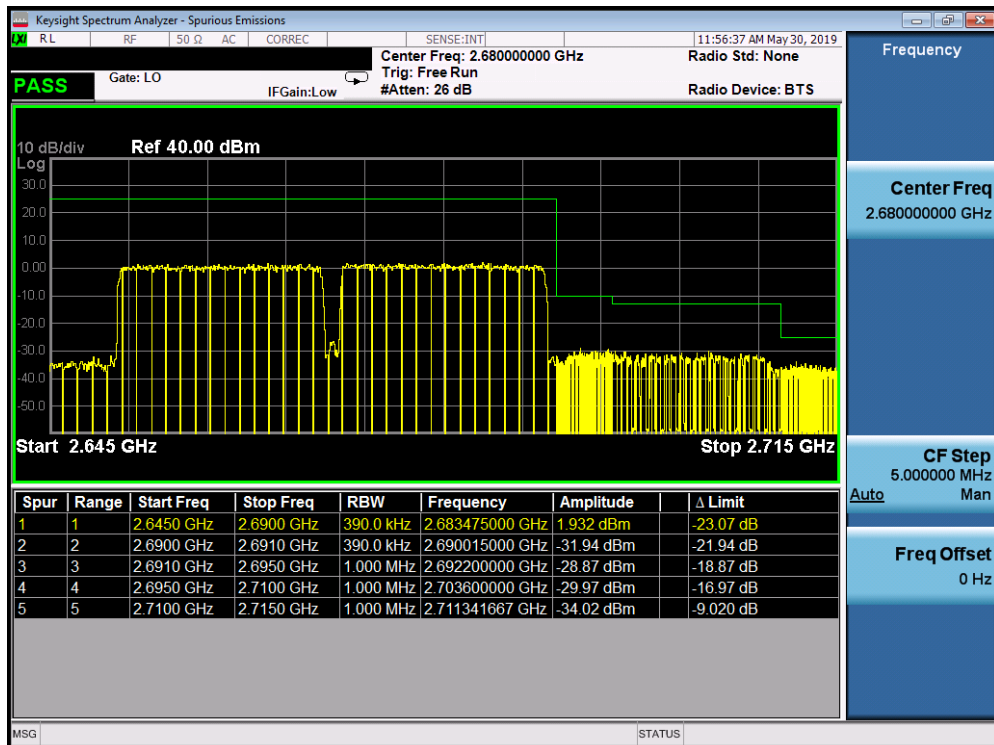 Keysight Spectrum Analyzer - Spurious Emissions
LXI RL RF 50 Ω AC CORREC SENSE:INT 11:56:37 AM May 30, 2019
Center Freq: 2.680000000 GHz Radio Std: None
Trig: Free Run
PASS Gate: LO IFGain:Low #Atten: 26 dB Radio Device: BTS
Frequency
10 dB/div Ref 40.00 dBm
Log
30.0
20.0
10.0
0.00
-10.0
-20.0
-30.0
-40.0
-50.0
Start 2.645 GHz Stop 2.715 GHz
Center Freq
2.680000000 GHz
CF Step
5.000000 MHz
Auto Man
Freq Offset
0 Hz
Spur Range Start Freq Stop Freq RBW Frequency Amplitude Δ Limit
1 1 2.6450 GHz 2.6900 GHz 390.0 kHz 2.683475000 GHz 1.932 dBm -23.07 dB
2 2 2.6900 GHz 2.6910 GHz 390.0 kHz 2.690015000 GHz -31.94 dBm -21.94 dB
3 3 2.6910 GHz 2.6950 GHz 1.000 MHz 2.692200000 GHz -28.87 dBm -18.87 dB
4 4 2.6950 GHz 2.7100 GHz 1.000 MHz 2.703600000 GHz -29.97 dBm -16.97 dB
5 5 2.7100 GHz 2.7150 GHz 1.000 MHz 2.711341667 GHz -34.02 dBm -9.020 dB
MSG STATUS